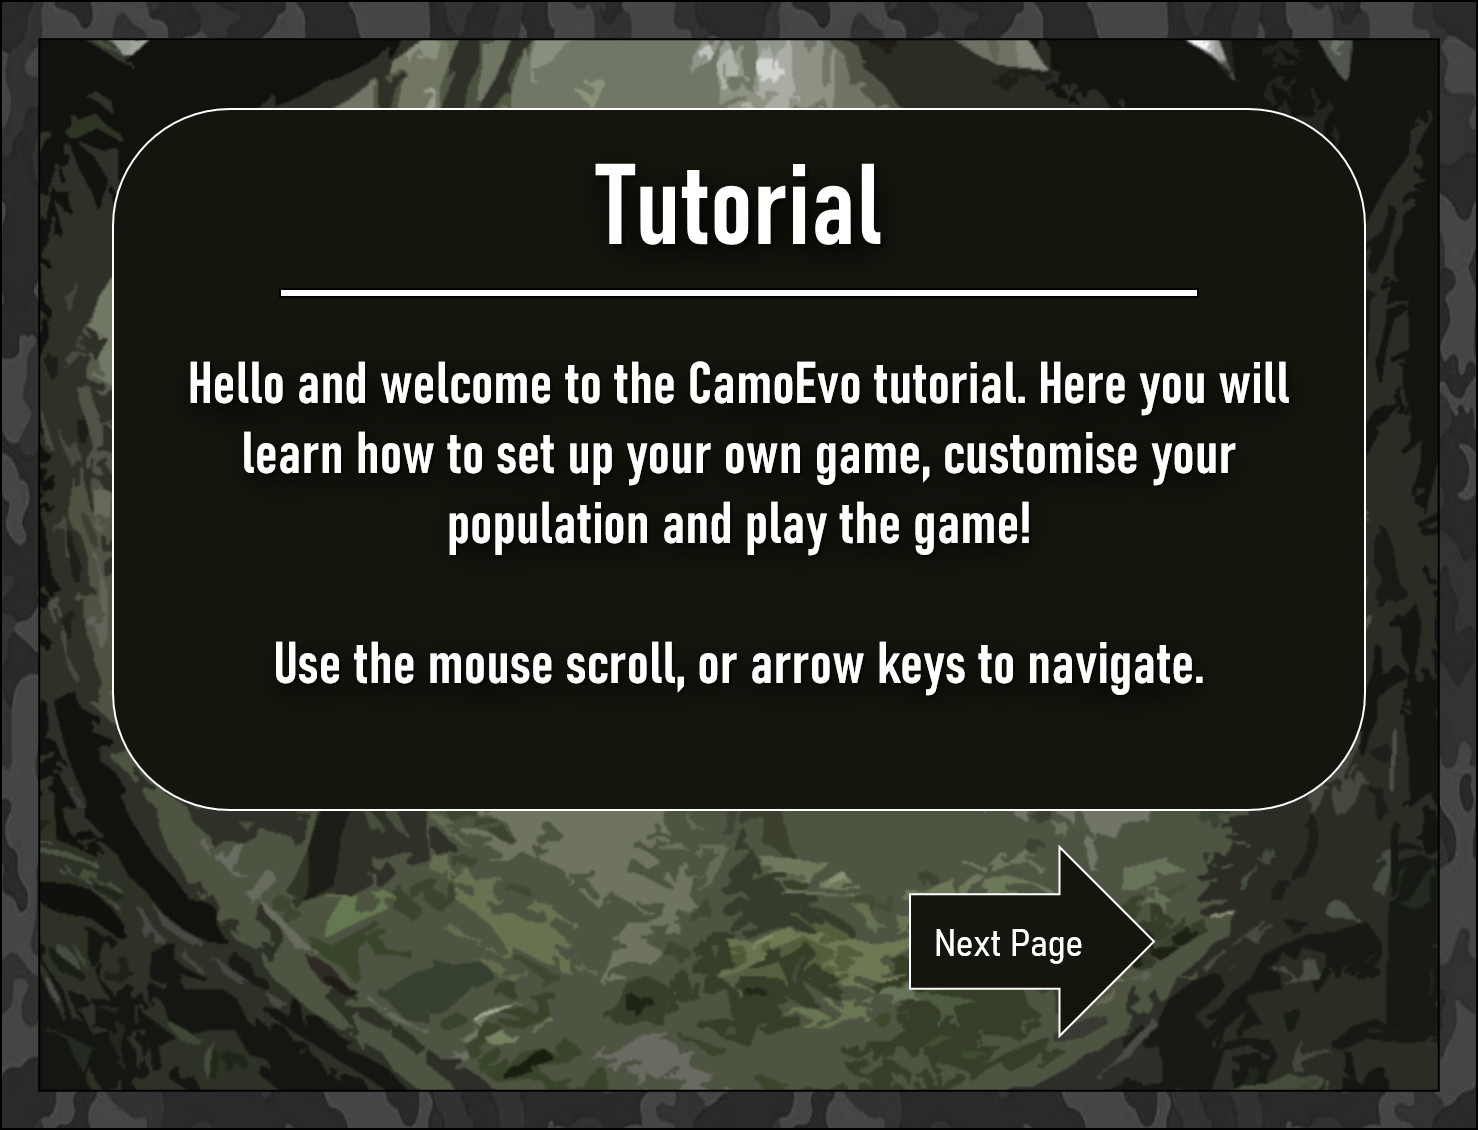 Tutorial
Hello and welcome to the CamoEvo tutorial. Here you will
learn how to set up your own game, customise your
population and play the game!
Use the mouse scroll, or arrow keys to navigate.
Next Page